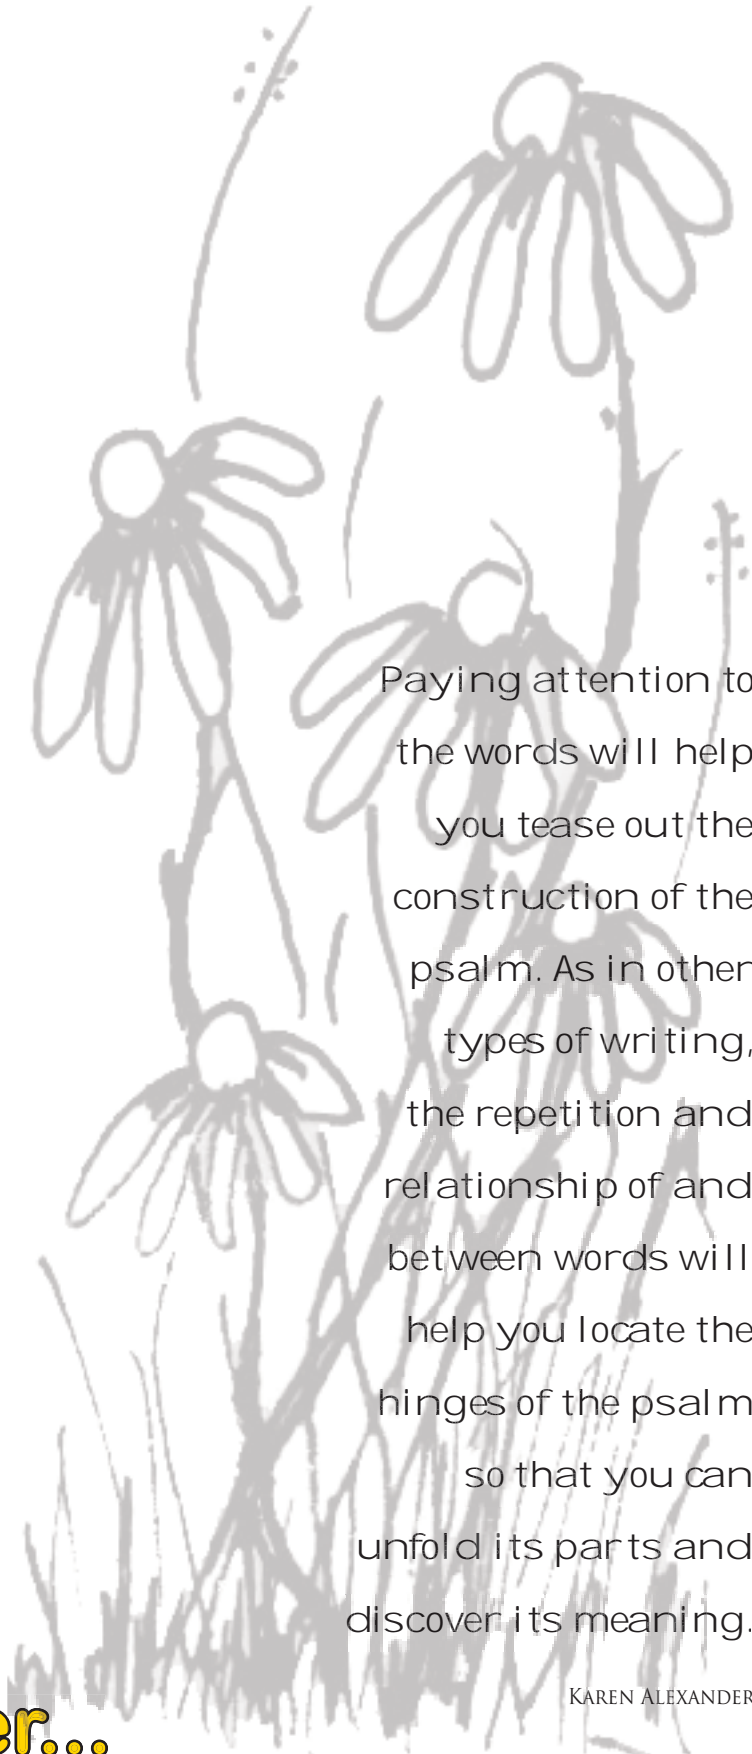 Paying attention to
the words will help
you tease out the
construction of the
psalm. As in other
types of writing,
the repetition and
relationship of and
between words will
help you locate the
hinges of the psalm
so that you can
unfold its parts and
discover its meaning.
KAREN ALEXANDER
er...